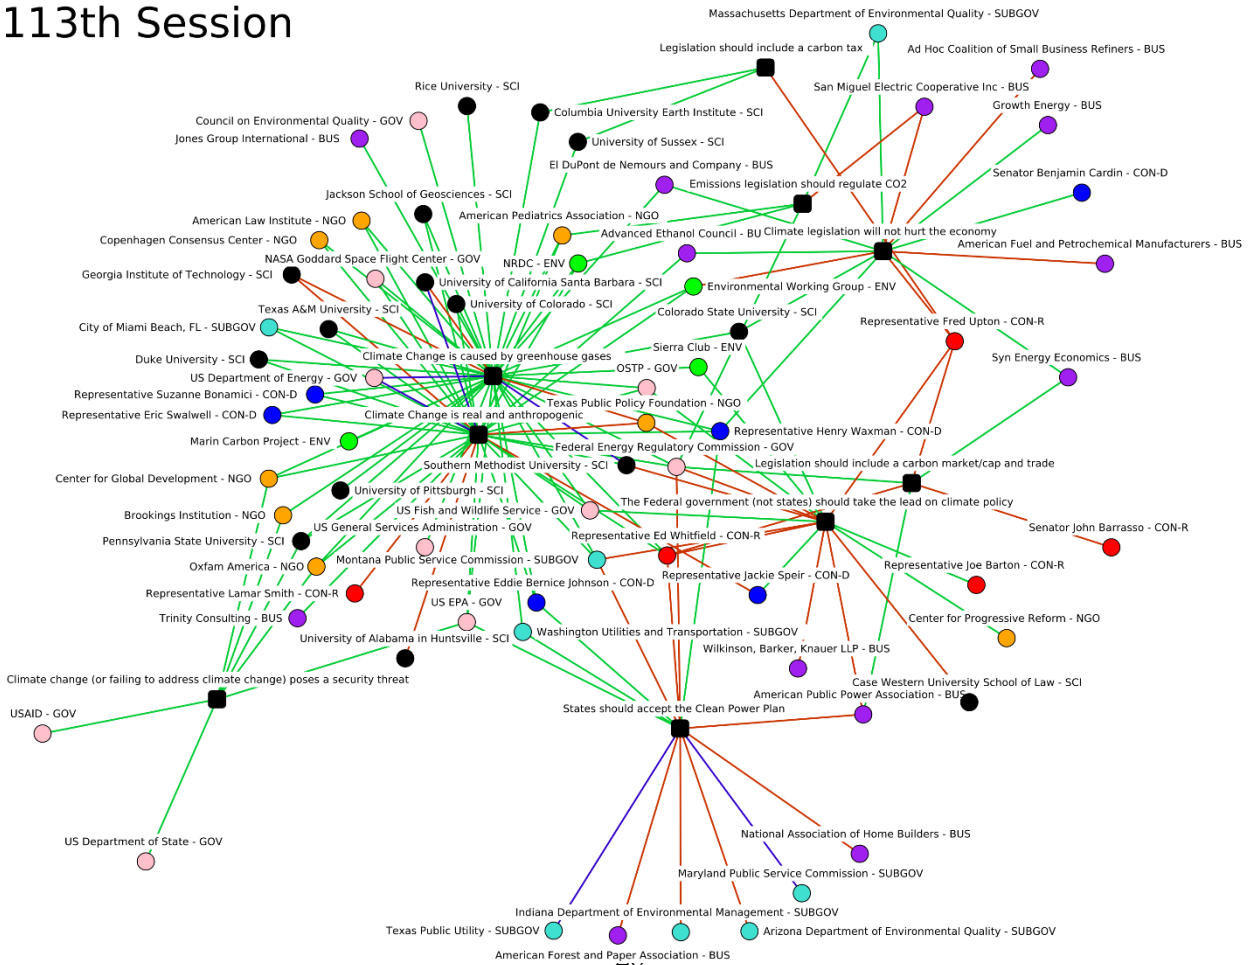 113th Session
Massachusetts Department of Environmental Quality - SUBGOV
Legislation should include a carbon tax
Ad Hoc Coalition of Small Business Refiners - BUS
Rice University - SCI
San Miguel Electric Cooperative Inc - BUS
Growth Energy - BUS
Columbia University Earth Institute - SCI
Council on Environmental Quality - GOV
Jones Group International - BUS
University of Sussex - SCI
El DuPont de Nemours and Company - BUS
Senator Benjamin Cardin - CON-D
Emissions legislation should regulate CO2
Jackson School of Geosciences - SCI
American Law Institute - NGO
American Pediatrics Association - NGO
Advanced Ethanol Council - BU
Climate legislation will not hurt the economy
Copenhagen Consensus Center - NGO
American Fuel and Petrochemical Manufacturers - BUS
NASA Goddard Space Flight Center - GOV
NRDC - ENV
Georgia Institute of Technology - SCI
University of California Santa Barbara - SCI
Environmental Working Group - ENV
University of Colorado - SCI
Texas A&M University - SCI
Colorado State University - SCI
Representative Fred Upton - CON-R
City of Miami Beach, FL - SUBGOV
Sierra Club - ENV
Climate Change is caused by greenhouse gases
Syn Energy Economics - BUS
Duke University - SCI
OSTP - GOV
US Department of Energy - GOV
Representative Suzanne Bonamici - CON-D
Texas Public Policy Foundation - NGO
Representative Eric Swalwell - CON-D
Climate Change is real and anthropogenic
Representative Henry Waxman - CON-D
Marin Carbon Project - ENV
Federal Energy Regulatory Commission - GOV
Southern Methodist University - SCI
Legislation should include a carbon market/cap and trade
Center for Global Development - NGO
University of Pittsburgh - SCI
The Federal government (not states) should take the lead on climate policy
US Fish and Wildlife Service - GOV
Brookings Institution - NGO
US General Services Administration - GOV
Senator John Barrasso - CON-R
Representative Ed Whitfield - CON-R
Pennsylvania State University - SCI
Montana Public Service Commission - SUBGOV
Oxfam America - NGO
Representative Joe Barton - CON-R
Representative Jackie Speir - CON-D
Representative Eddie Bernice Johnson - CON-D
Representative Lamar Smith - CON-R
US EPA - GOV
Trinity Consulting - BUS
Center for Progressive Reform - NGO
Washington Utilities and Transportation - SUBGOV
University of Alabama in Huntsville - SCI
Wilkinson, Barker, Knauer LLP - BUS
Climate change (or failing to address climate change) poses a security threat
Case Western University School of Law - SCI
American Public Power Association - BUS
States should accept the Clean Power Plan
USAID - GOV
National Association of Home Builders - BUS
US Department of State - GOV
Maryland Public Service Commission - SUBGOV
Indiana Department of Environmental Management - SUBGOV
Texas Public Utility - SUBGOV
Arizona Department of Environmental Quality - SUBGOV
American Forest and Paper Association - BUS